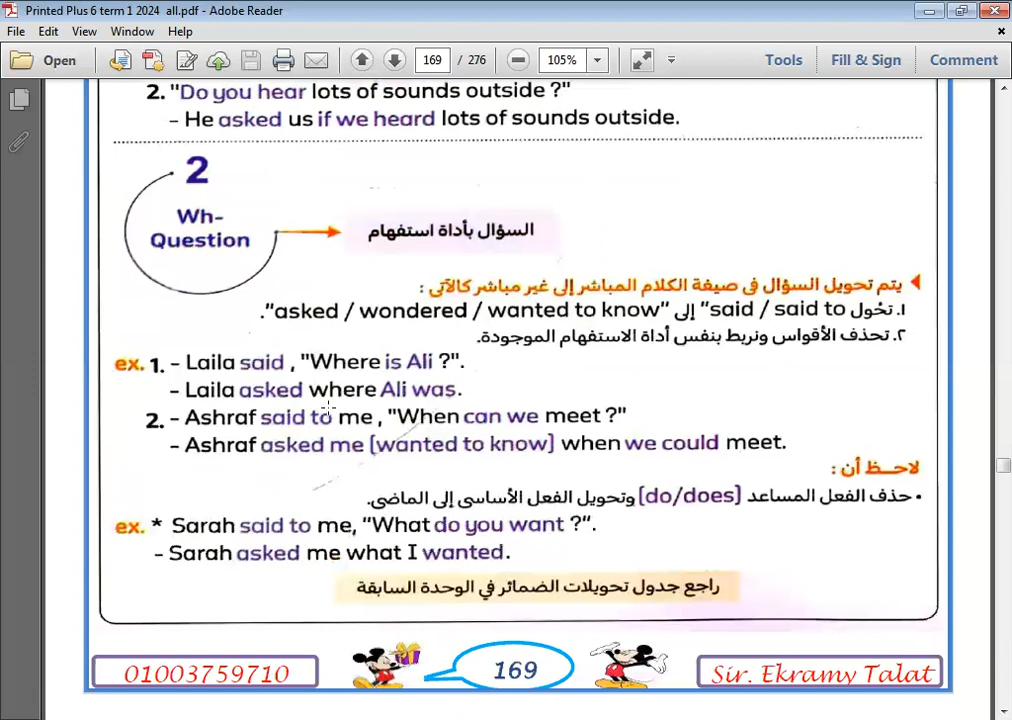 Printed Plus 6 term 1 2024 all.pdf - Adobe Reader
File Edit View Window Help
Open 169 / 276 105% Tools Fill & Sign Comment
2. "Do you hear lots of sounds outside ?"
- He asked us if we heard lots of sounds outside.
2
Wh-
Question
السؤال بأداة استفهام
يتم تحويل السؤال فى صيغة الكلام المباشر إلى غير مباشر كالآتى :
١. تحُول "said / said to" إلى "asked / wondered / wanted to know".
٢. تحذف الأقواس ونربط بنفس أداة الاستفهام الموجودة.
ex. 1. - Laila said , "Where is Ali ?".
- Laila asked where Ali was.
2. - Ashraf said to me , "When can we meet ?"
- Ashraf asked me [wanted to know] when we could meet.
لاحـــظ أن :
• حذف الفعل المساعد [do/does] وتحويل الفعل الأساسى إلى الماضى.
ex. * Sarah said to me, "What do you want ?".
- Sarah asked me what I wanted.
راجع جدول تحويلات الضمائر في الوحدة السابقة
01003759710 169 Sir. Ekramy Talat